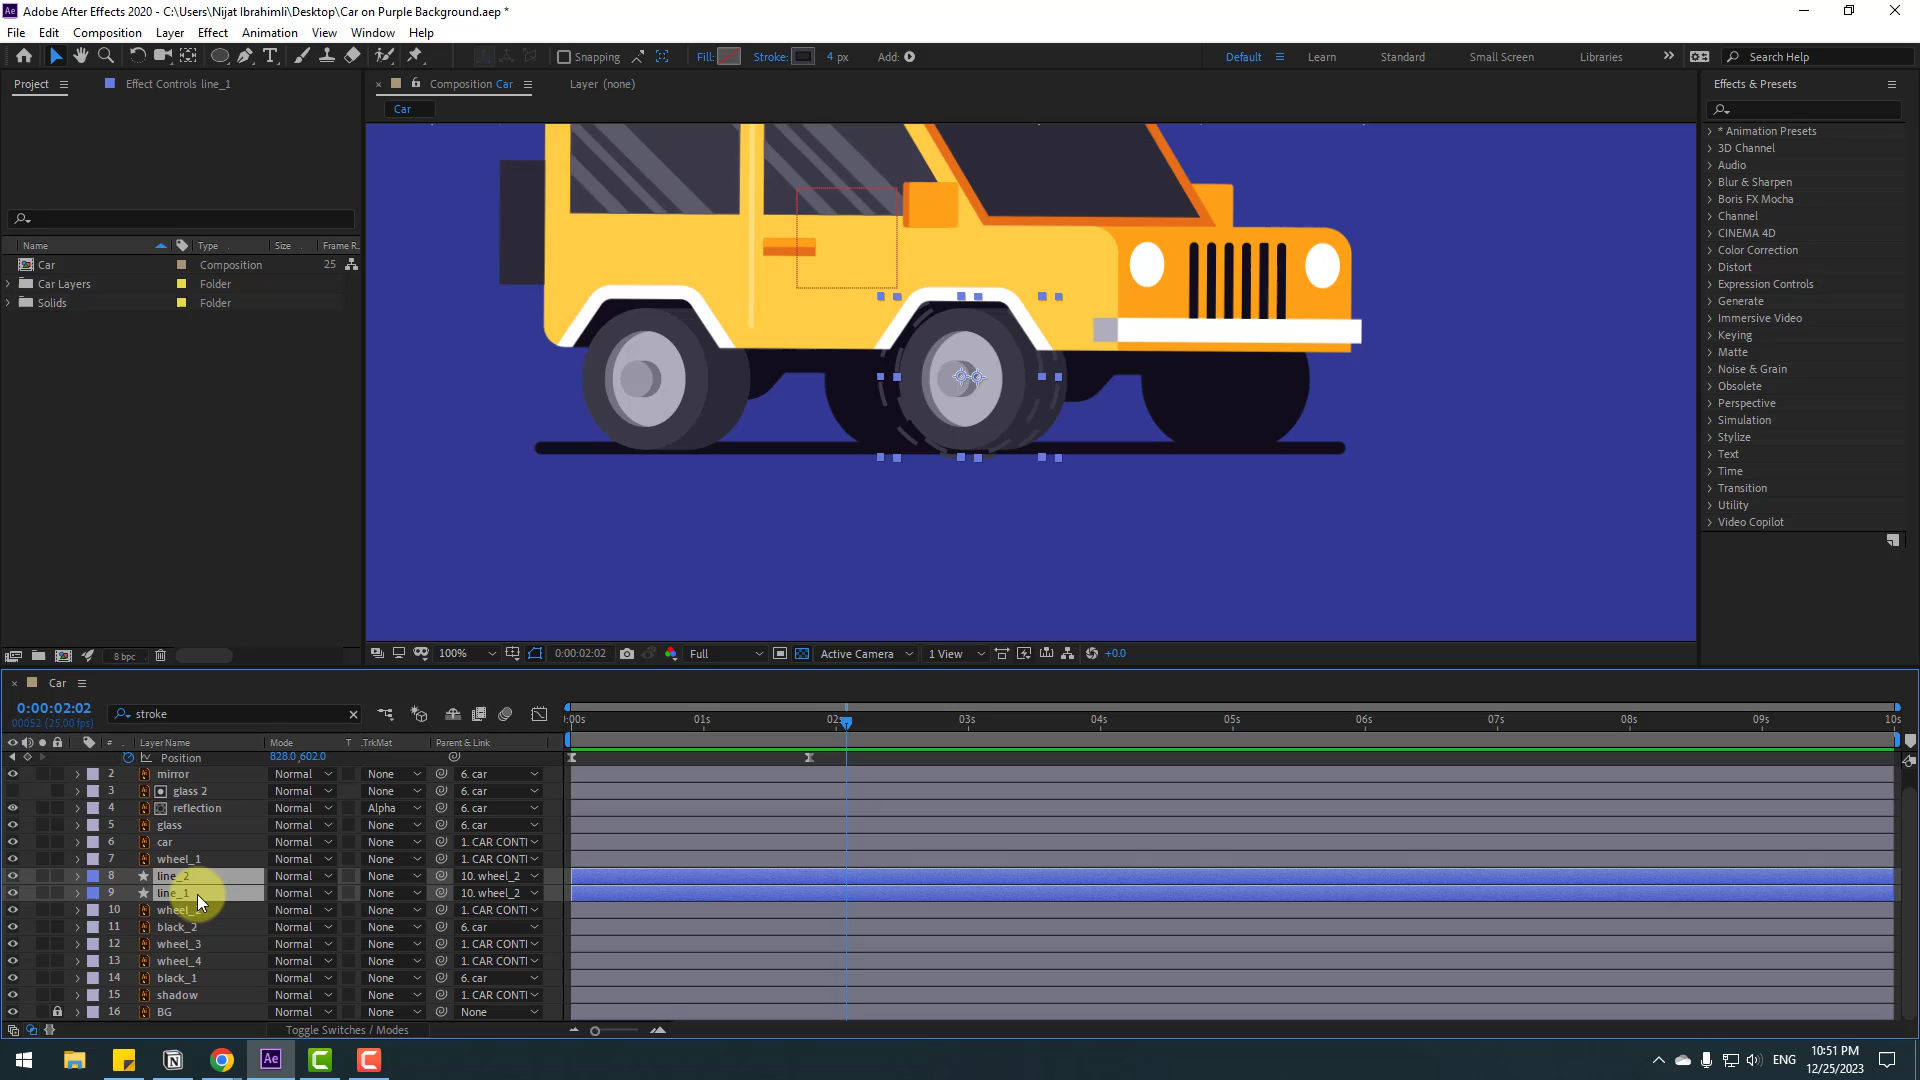 Adobe After Effects 2020 - C:\Users\Nijat Ibrahimli\Desktop\Car on Purple Background.aep *
File Edit Composition Layer Effect Animation View Window Help
Snapping Fill: Stroke: 4 px Add: Default Learn Standard Small Screen Libraries Search Help
Project Effect Controls line_1
Composition Car Layer (none)
Car
Effects & Presets
* Animation Presets
3D Channel
Audio
Blur & Sharpen
Boris FX Mocha
Channel
CINEMA 4D
Color Correction
Distort
Expression Controls
Generate
Immersive Video
Keying
Matte
Noise & Grain
Obsolete
Perspective
Simulation
Stylize
Text
Time
Transition
Utility
Video Copilot
Name Type Size Frame R.
Car Composition 25
Car Layers Folder
Solids Folder
8 bpc
100% 0:00:02:02 Full Active Camera 1 View +0.0
Car
0:00:02:02
00052 (25.00 fps)
stroke
:00s 01s 02s 03s 04s 05s 06s 07s 08s 09s 10s
# Layer Name Mode T .TrkMat Parent & Link
Position 828.0,602.0
2 mirror Normal None 6. car
3 glass 2 Normal None 6. car
4 reflection Normal Alpha 6. car
5 glass Normal None 6. car
6 car Normal None 1. CAR CONTI
7 wheel_1 Normal None 1. CAR CONTI
8 line_2 Normal None 10. wheel_2
9 line_1 Normal None 10. wheel_2
10 wheel_2 Normal None 1. CAR CONTI
11 black_2 Normal None 6. car
12 wheel_3 Normal None 1. CAR CONTI
13 wheel_4 Normal None 1. CAR CONTI
14 black_1 Normal None 6. car
15 shadow Normal None 1. CAR CONTI
16 BG Normal None None
Toggle Switches / Modes
ENG
10:51 PM
12/25/2023